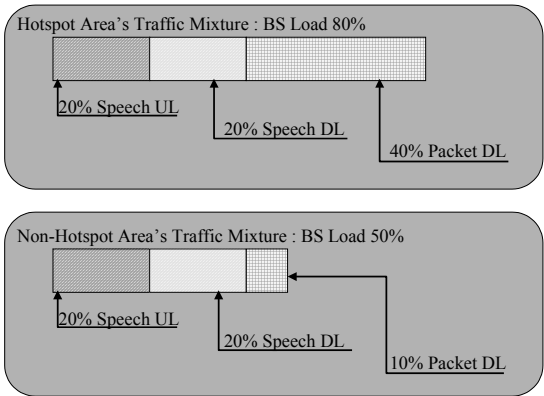 Hotspot Area's Traffic Mixture : BS Load 80%
20% Speech UL
20% Speech DL
40% Packet DL
Non-Hotspot Area's Traffic Mixture : BS Load 50%
20% Speech UL
20% Speech DL
10% Packet DL